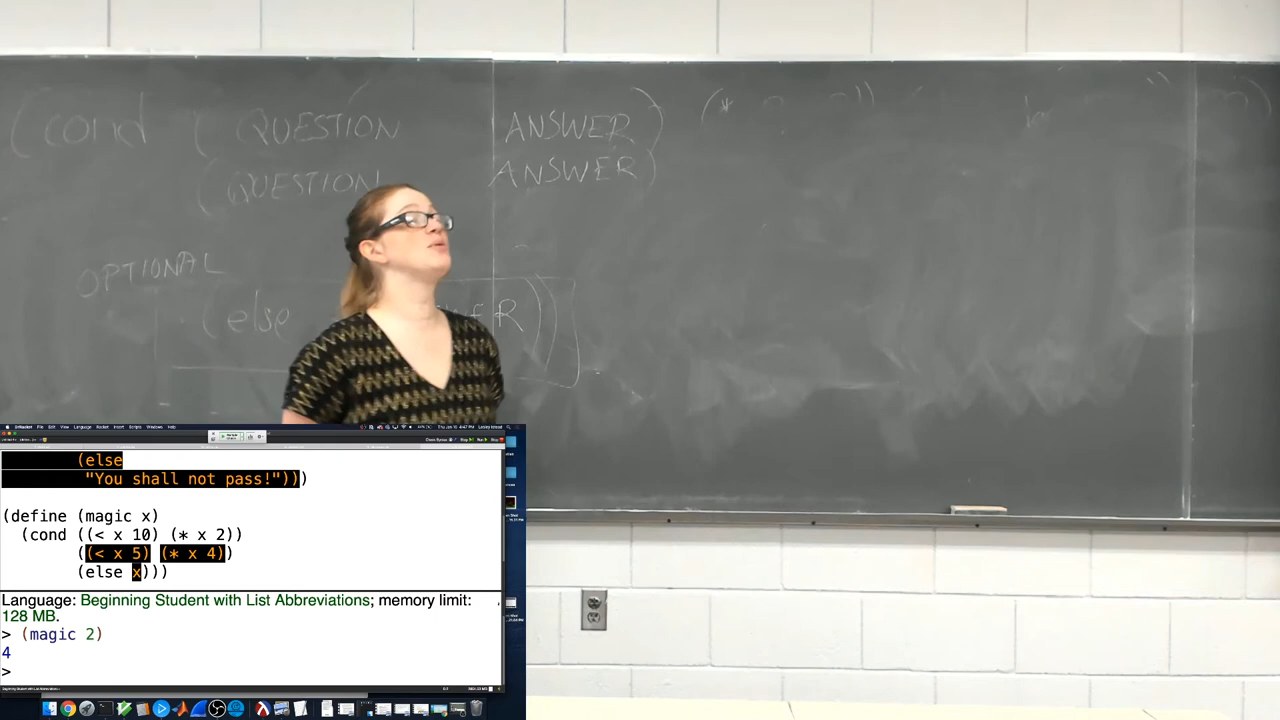 (cond ( QUESTION ANSWER)
( QUESTION ANSWER)
OPTIONAL
(else
(else
"You shall not pass!")))
(define (magic x)
(cond ((< x 10) (* x 2))
((< x 5) (* x 4))
(else x)))
Language: Beginning Student with List Abbreviations; memory limit:
128 MB.
> (magic 2)
4
>